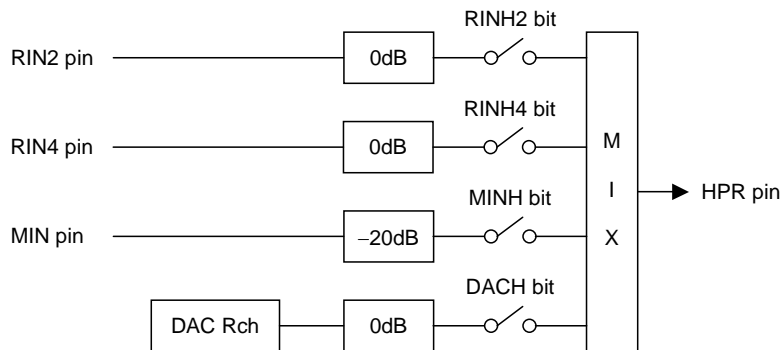 RINH2 bit
RIN2 pin
0dB
RINH4 bit
RIN4 pin
0dB
M
I
X
HPR pin
MINH bit
MIN pin
−20dB
DACH bit
DAC Rch
0dB